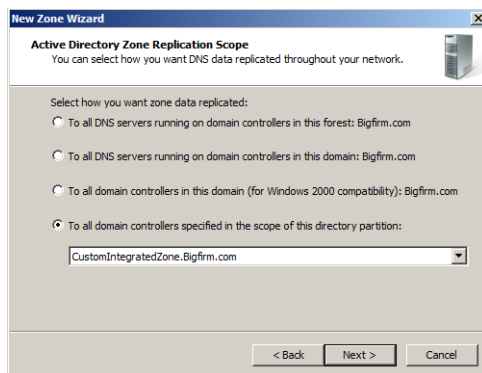 New Zone Wizard
Active Directory Zone Replication Scope
You can select how you want DNS data replicated throughout your network.
Select how you want zone data replicated:
To all DNS servers running on domain controllers in this forest: Bigfirm.com
To all DNS servers running on domain controllers in this domain: Bigfirm.com
To all domain controllers in this domain (for Windows 2000 compatibility): Bigfirm.com
To all domain controllers specified in the scope of this directory partition:
CustomIntegratedZone.Bigfirm.com
< Back Next > Cancel